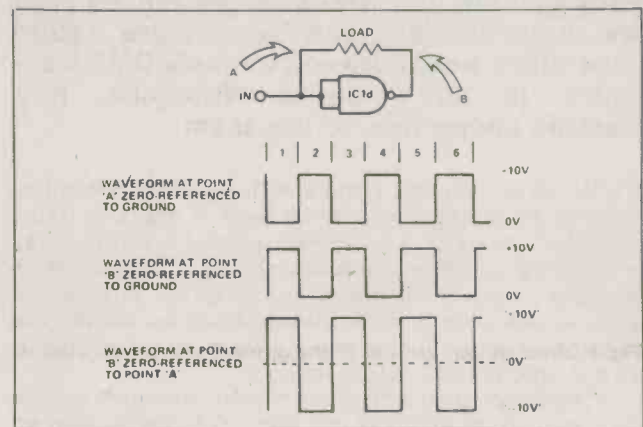 LOAD
A
IN
IC1d
B
1 2 3 4 5 6
WAVEFORM AT POINT
'A' ZERO-REFERENCED
TO GROUND
-10V
0V
WAVEFORM AT POINT
'B' ZERO-REFERENCED
TO GROUND
+10V
0V
WAVEFORM AT POINT
'B' ZERO-REFERENCED
TO POINT 'A'
'+10V'
'0V'
'-10V'